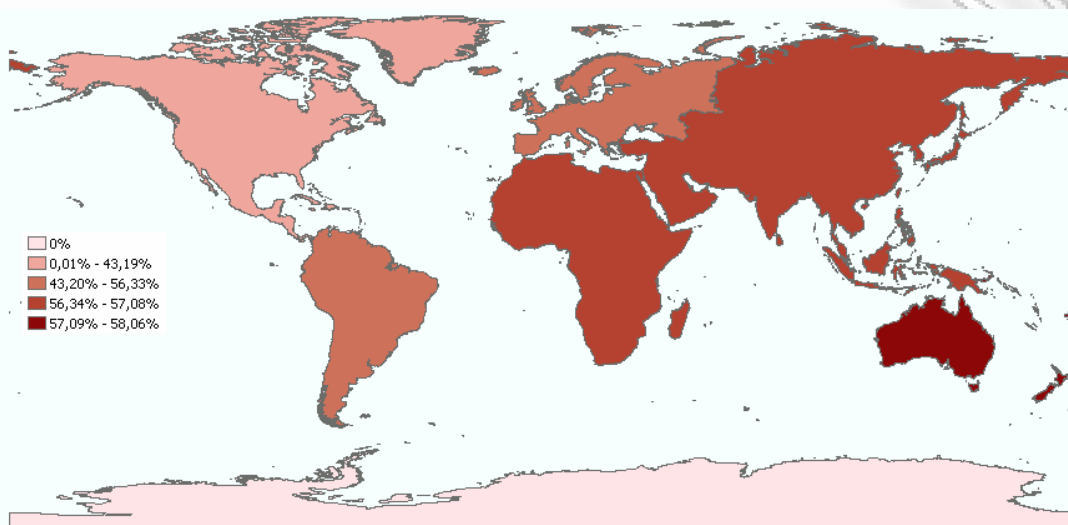 0%
0,01% - 43,19%
43,20% - 56,33%
56,34% - 57,08%
57,09% - 58,06%